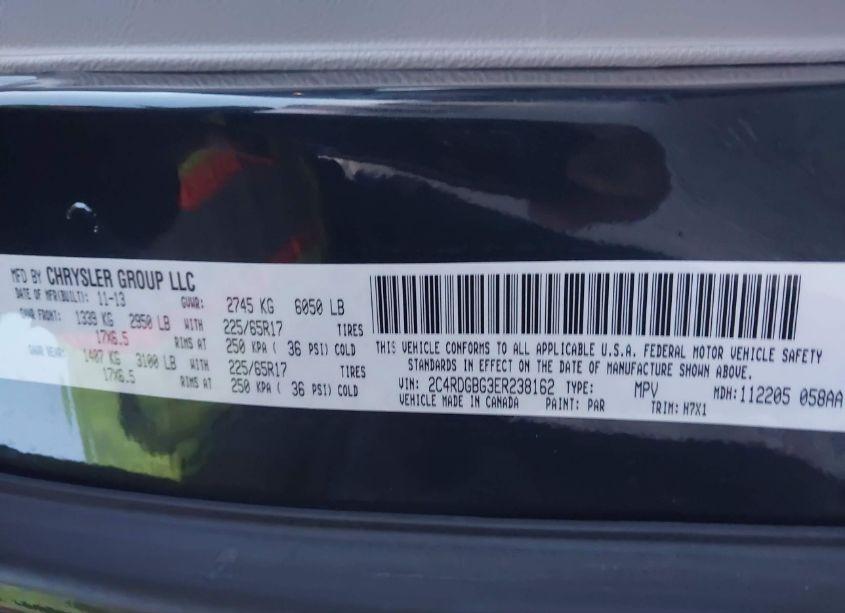 MFD BY CHRYSLER GROUP LLC
DATE OF MFR(BUILT): 11-13 GVWR: 2745 KG 6050 LB
GAWR FRONT: 1339 KG 2950 LB WITH 225/65R17 TIRES
17X6.5 RIMS AT 250 KPA ( 36 PSI) COLD
GAWR REAR: 1407 KG 3100 LB WITH 225/65R17 TIRES
17X6.5 RIMS AT 250 KPA ( 36 PSI) COLD
THIS VEHICLE CONFORMS TO ALL APPLICABLE U.S.A. FEDERAL MOTOR VEHICLE SAFETY
STANDARDS IN EFFECT ON THE DATE OF MANUFACTURE SHOWN ABOVE.
VIN: 2C4RDGBG3ER238162 TYPE: MPV MDH: 112205 058AA
VEHICLE MADE IN CANADA PAINT: PAR TRIM: H7X1